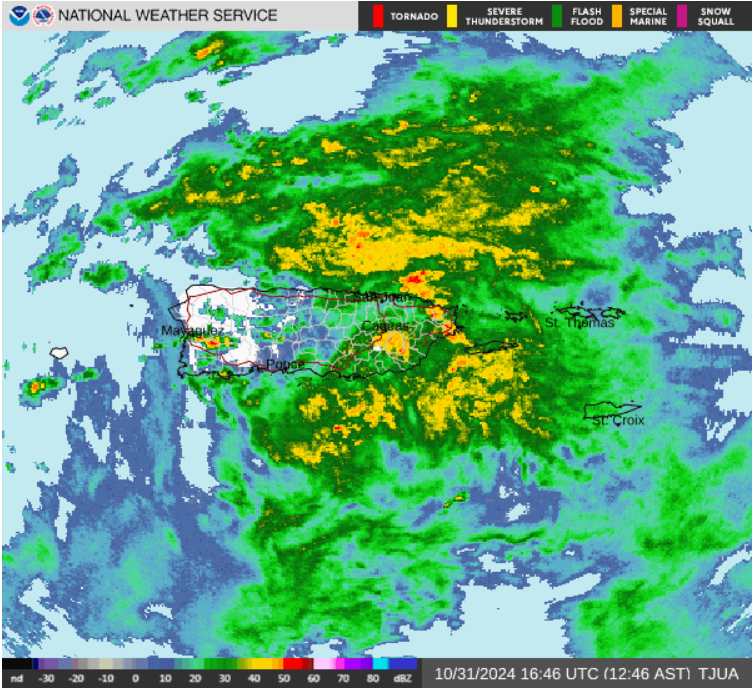 NATIONAL WEATHER SERVICE
TORNADO
SEVERE
THUNDERSTORM
FLASH
FLOOD
SPECIAL
MARINE
SNOW
SQUALL
San Juan
Mayaguez
Caguas
St. Thomas
Ponce
St. Croix
nd -30 -20 -10 0 10 20 30 40 50 60 70 80 dBZ
10/31/2024 16:46 UTC (12:46 AST) TJUA